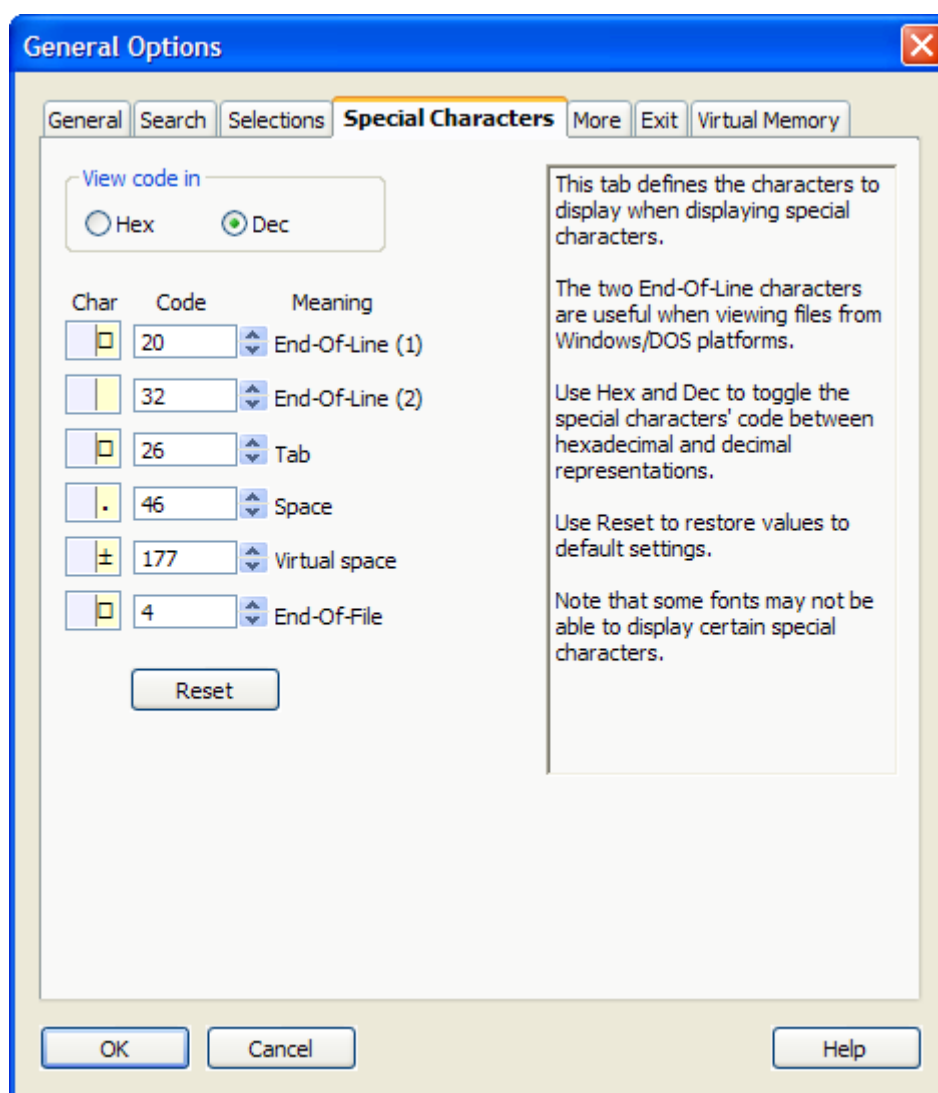 General Options
General Search Selections Special Characters More Exit Virtual Memory
View code in
Hex Dec
Char Code Meaning
□ 20 End-Of-Line (1)
32 End-Of-Line (2)
□ 26 Tab
. 46 Space
± 177 Virtual space
□ 4 End-Of-File
Reset
This tab defines the characters to
display when displaying special
characters.
The two End-Of-Line characters
are useful when viewing files from
Windows/DOS platforms.
Use Hex and Dec to toggle the
special characters' code between
hexadecimal and decimal
representations.
Use Reset to restore values to
default settings.
Note that some fonts may not be
able to display certain special
characters.
OK Cancel Help